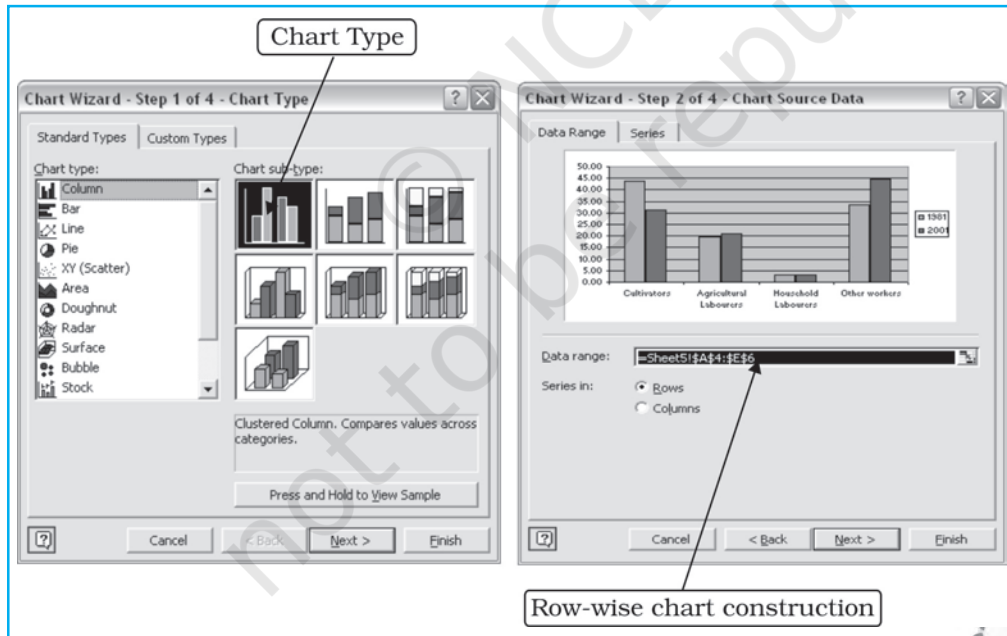 Chart Type
Chart Wizard - Step 1 of 4 - Chart Type
Standard Types
Custom Types
Chart type:
Column
Bar
Line
Pie
XY (Scatter)
Area
Doughnut
Radar
Surface
Bubble
Stock
Chart sub-type:
Clustered Column. Compares values across
categories.
Press and Hold to View Sample
Cancel
< Back
Next >
Finish
Chart Wizard - Step 2 of 4 - Chart Source Data
Data Range
Series
50.00
45.00
40.00
35.00
30.00
25.00
20.00
15.00
10.00
5.00
0.00
Cultivators
Agricultural
Labourers
Household
Labourers
Other workers
1981
2001
Data range:
=Sheet5!$A$4:$E$6
Series in:
Rows
Columns
Cancel
< Back
Next >
Finish
Row-wise chart construction
© NCE
not to be repu